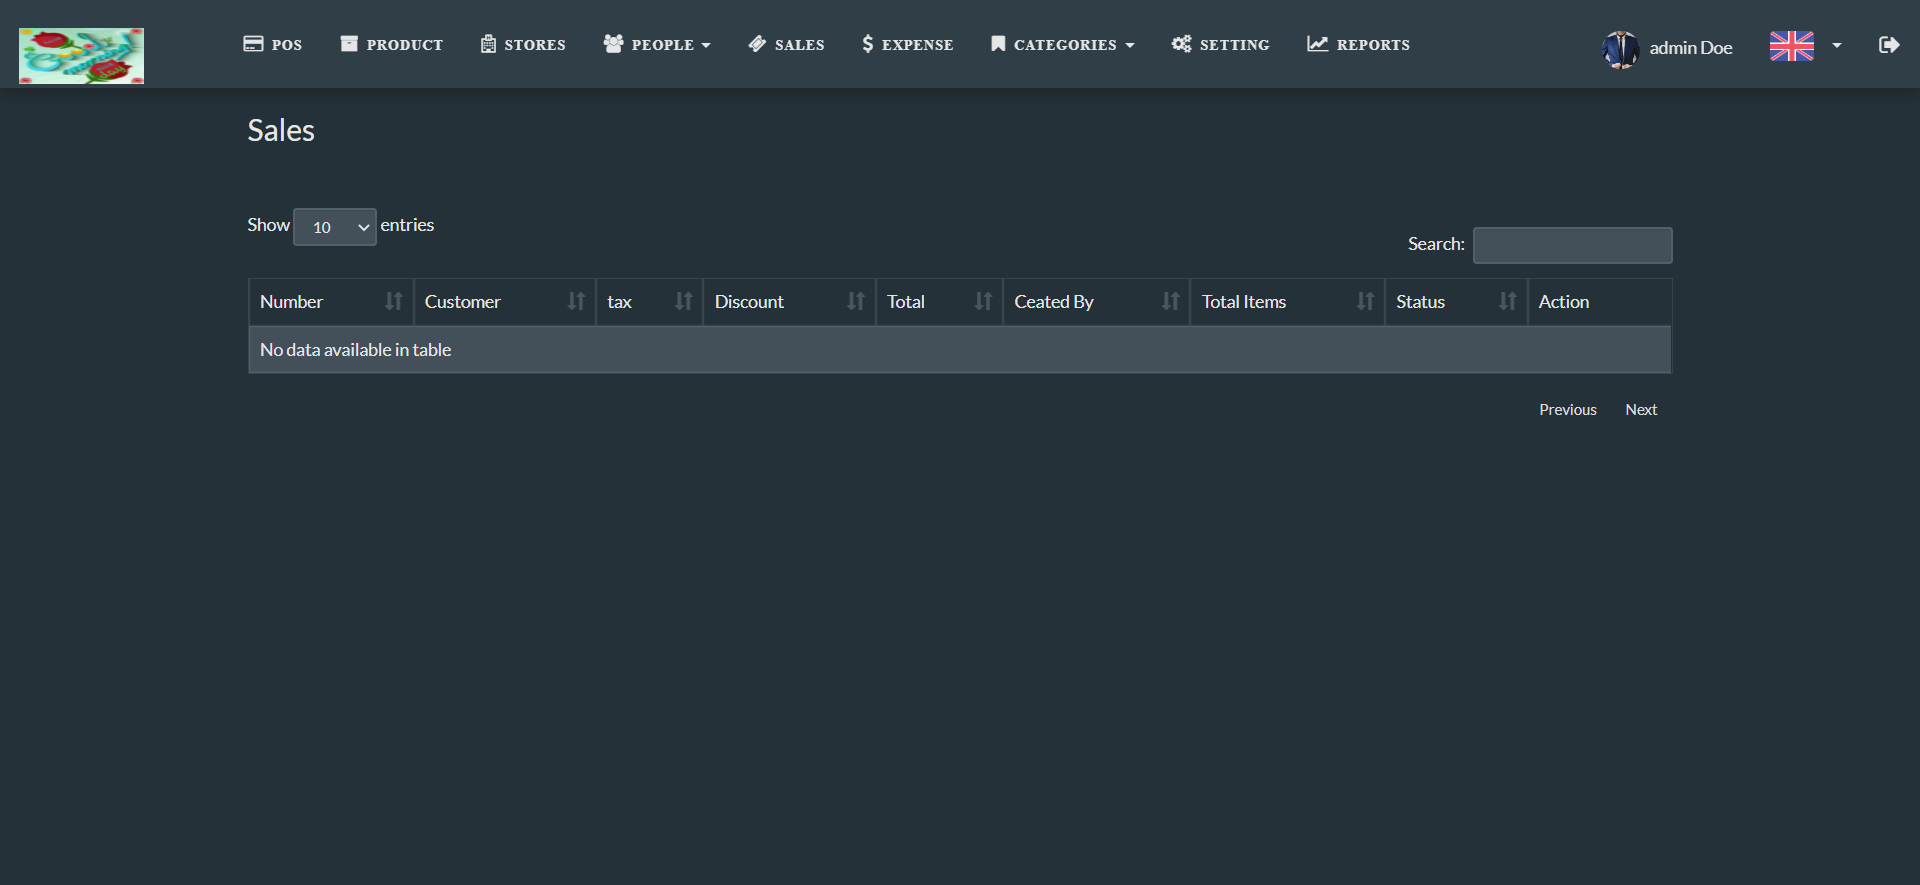 POS PRODUCT STORES PEOPLE SALES EXPENSE CATEGORIES SETTING REPORTS admin Doe
Sales
Show 10 entries
Search:
Number Customer tax Discount Total Ceated By Total Items Status Action
No data available in table
Previous Next